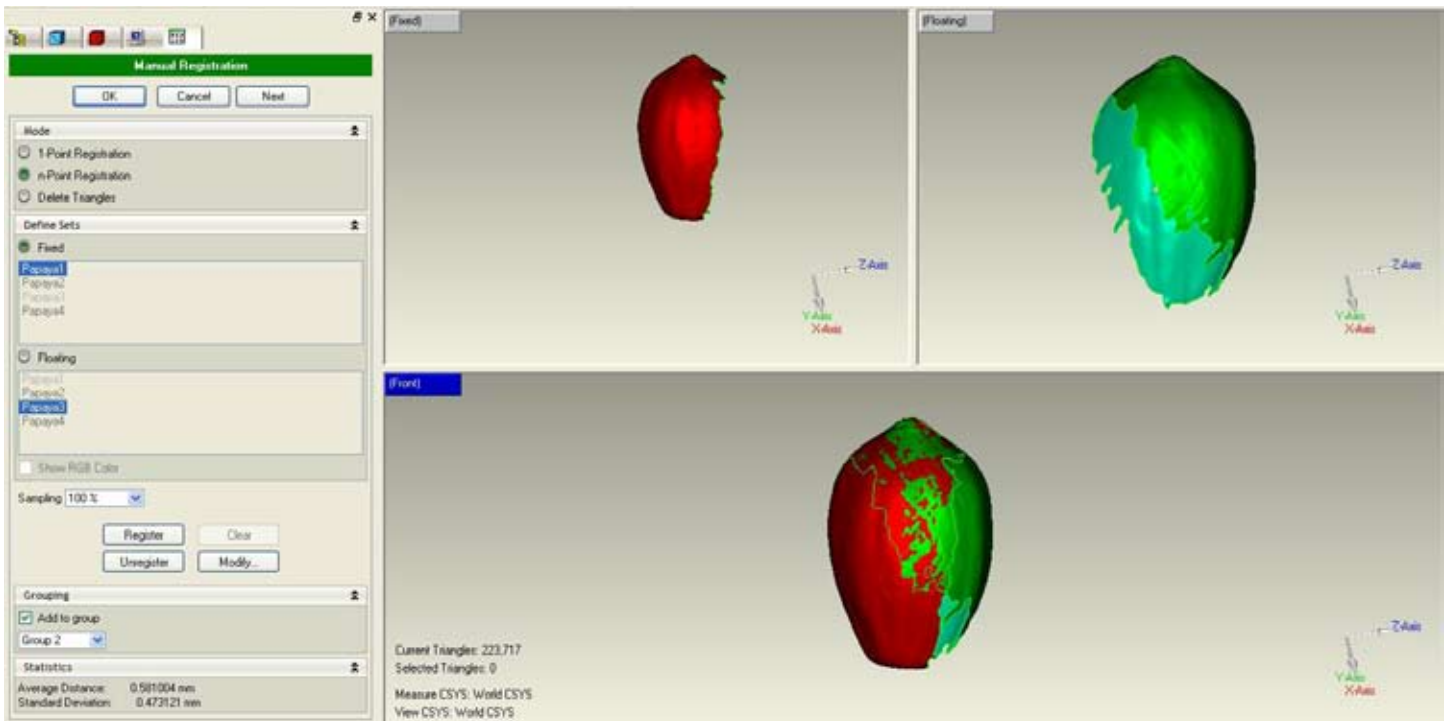 Manual Registration
OK Cancel Next
Mode
1-Point Registration
n-Point Registration
Delete Triangles
Define Sets
Fixed
Papaya1
Papaya2
Papaya3
Papaya4
Floating
Papaya1
Papaya2
Papaya3
Papaya4
Show RGB Color
Sampling 100 %
Register Clear
Unregister Modify...
Grouping
Add to group
Group 2
Statistics
Average Distance: 0.581004 mm
Standard Deviation: 0.473121 mm
(Fixed)
Z-Axis
Y-Axis
X-Axis
(Floating)
Z-Axis
Y-Axis
X-Axis
(Front)
Z-Axis
Y-Axis
X-Axis
Current Triangles: 223,717
Selected Triangles: 0
Measure CSYS: World CSYS
View CSYS: World CSYS